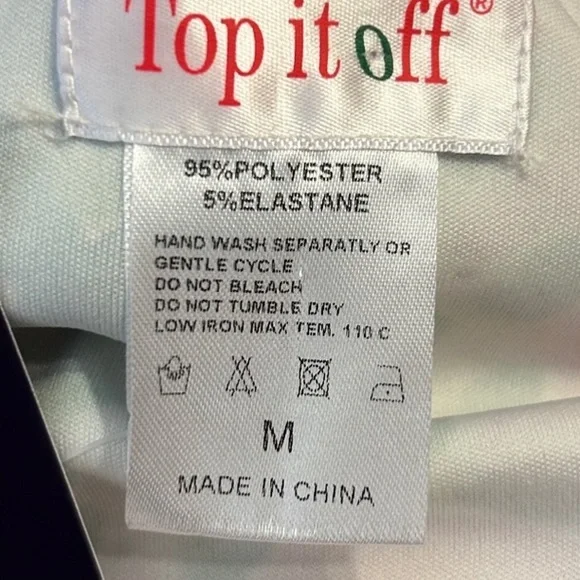 Top it off®
95%POLYESTER
5%ELASTANE
HAND WASH SEPARATLY OR
GENTLE CYCLE
DO NOT BLEACH
DO NOT TUMBLE DRY
LOW IRON MAX TEM. 110 C
M
MADE IN CHINA